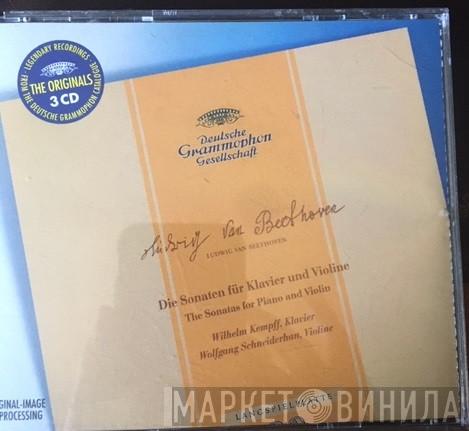 LEGENDARY RECORDINGS · FROM THE DEUTSCHE GRAMMOPHON CATALOGUE ·
THE ORIGINALS
3 CD
Deutsche
Grammophon
Gesellschaft
Ludwig van Beethoven
LUDWIG VAN BEETHOVEN
Die Sonaten für Klavier und Violine
The Sonatas for Piano and Violin
Wilhelm Kempff, Klavier
Wolfgang Schneiderhan, Violine
LANGSPIELPLATTE
GINAL-IMAGE
PROCESSING
МАРКЕТ ВИНИЛА